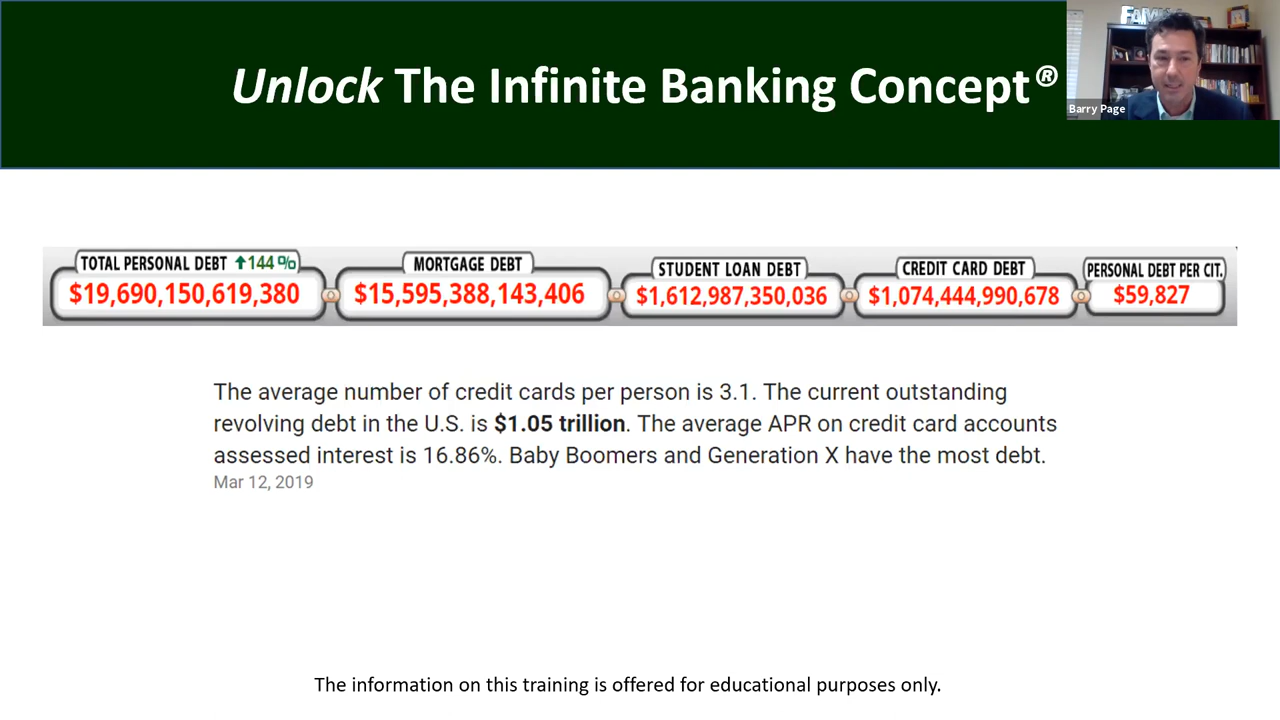 Unlock The Infinite Banking Concept®
FAMILY
Barry Page
TOTAL PERSONAL DEBT ↑144%
$19,690,150,619,380
MORTGAGE DEBT
$15,595,388,143,406
STUDENT LOAN DEBT
$1,612,987,350,036
CREDIT CARD DEBT
$1,074,444,990,678
PERSONAL DEBT PER CIT.
$59,827
The average number of credit cards per person is 3.1. The current outstanding
revolving debt in the U.S. is $1.05 trillion. The average APR on credit card accounts
assessed interest is 16.86%. Baby Boomers and Generation X have the most debt.
Mar 12, 2019
The information on this training is offered for educational purposes only.